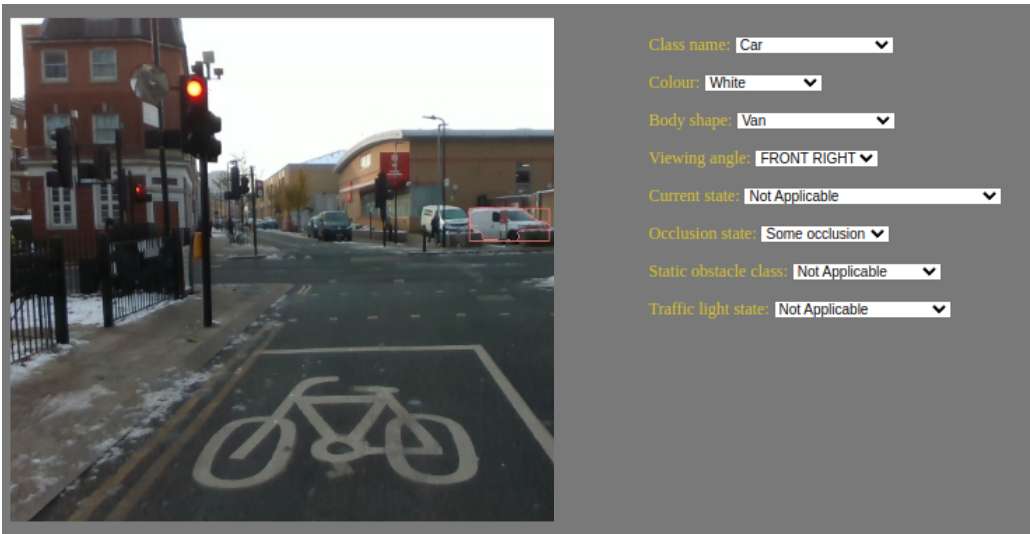 Class name: Car
Colour: White
Body shape: Van
Viewing angle: FRONT RIGHT
Current state: Not Applicable
Occlusion state: Some occlusion
Static obstacle class: Not Applicable
Traffic light state: Not Applicable